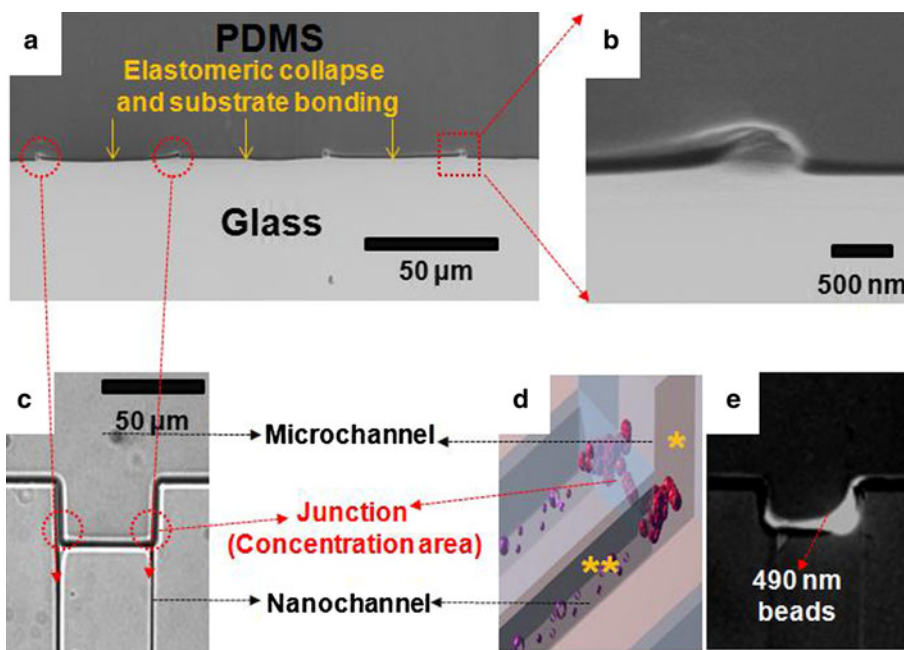 a
PDMS
Elastomeric collapse
and substrate bonding
Glass
50 µm
b
500 nm
c
50 µm
Microchannel
Junction
(Concentration area)
Nanochannel
d
*
**
e
490 nm
beads